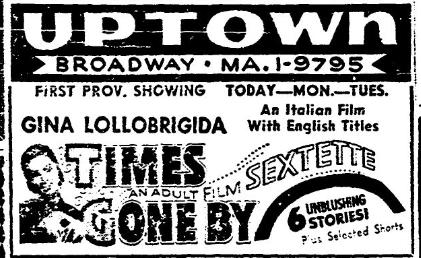 UPTOWN
BROADWAY • MA. 1-9795
FIRST PROV. SHOWING TODAY—MON.—TUES.
GINA LOLLOBRIGIDA
An Italian Film
With English Titles
TIMES
GONE BY
AN ADULT FILM SEXTETTE
6 UNBLUSHING
STORIES!
Plus Selected Shorts